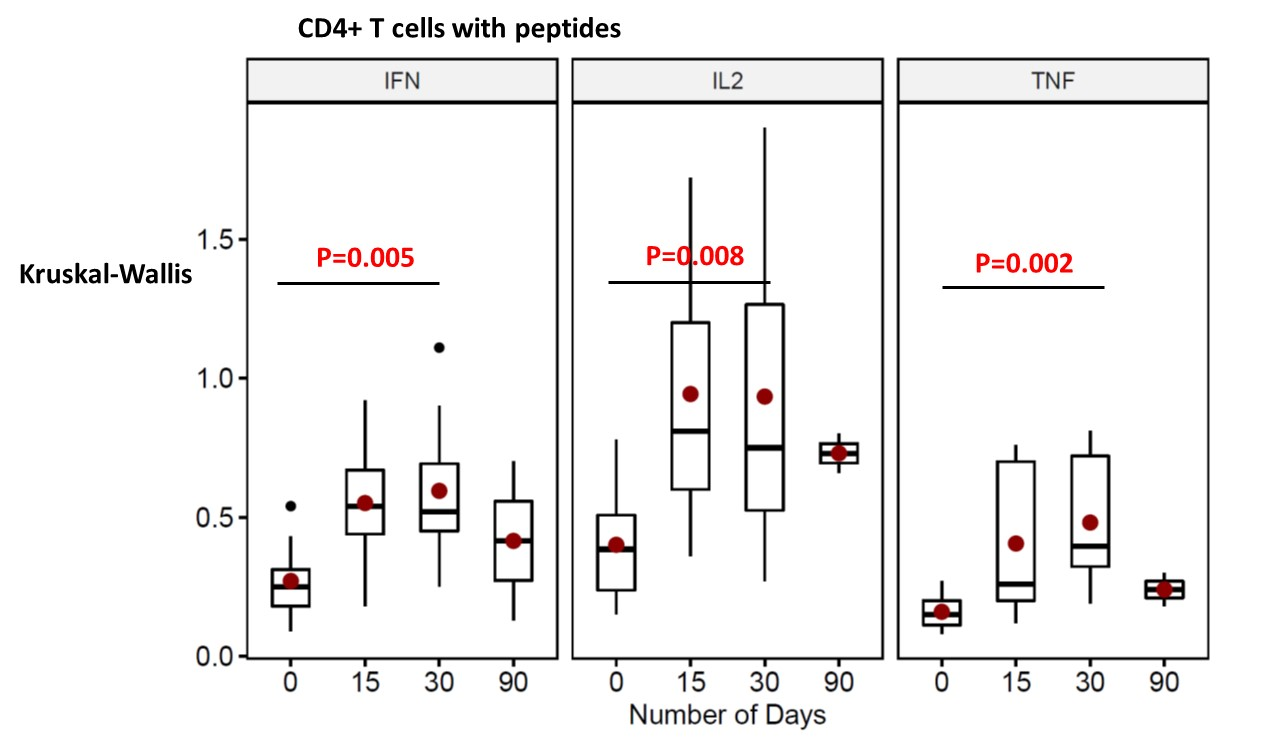 CD4+ T cells with peptides
IFN
IL2
TNF
Kruskal-Wallis
1.5
1.0
0.5
0.0
P=0.005
P=0.008
P=0.002
0 15 30 90
0 15 30 90
0 15 30 90
Number of Days